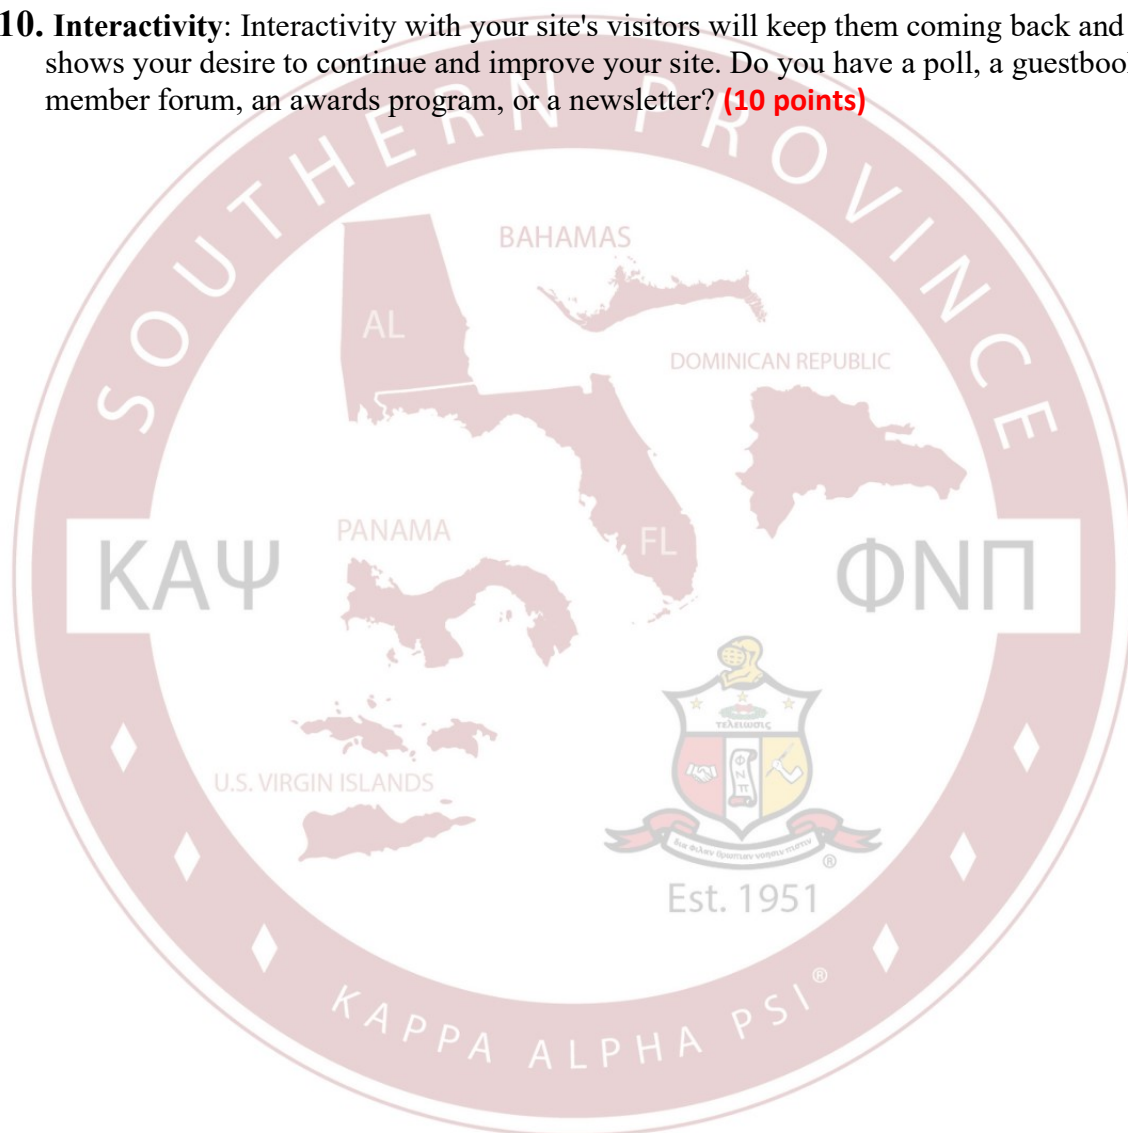 10. Interactivity: Interactivity with your site's visitors will keep them coming back and
shows your desire to continue and improve your site. Do you have a poll, a guestboo
member forum, an awards program, or a newsletter? (10 points)
SOUTHERN PROVINCE
BAHAMAS
AL
DOMINICAN REPUBLIC
PANAMA
FL
ΚΑΨ
ΦΝΠ
τελειωσις
Φ
Ν
π
U.S. VIRGIN ISLANDS
®
Est. 1951
KAPPA ALPHA PSI®